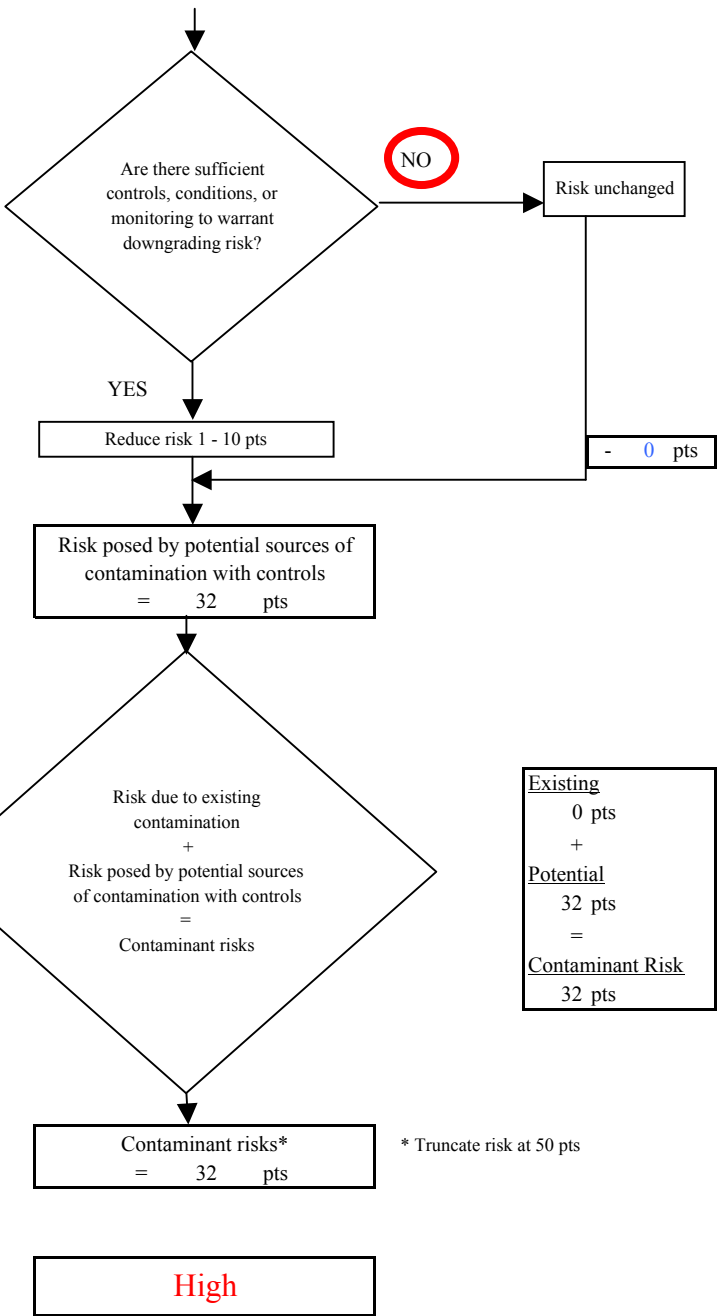 Are there sufficient
controls, conditions, or
monitoring to warrant
downgrading risk?
NO
Risk unchanged
YES
Reduce risk 1 - 10 pts
- 0 pts
Risk posed by potential sources of
contamination with controls
= 32 pts
Risk due to existing
contamination
+
Risk posed by potential sources
of contamination with controls
=
Contaminant risks
Existing
0 pts
+
Potential
32 pts
=
Contaminant Risk
32 pts
Contaminant risks*
= 32 pts
* Truncate risk at 50 pts
High